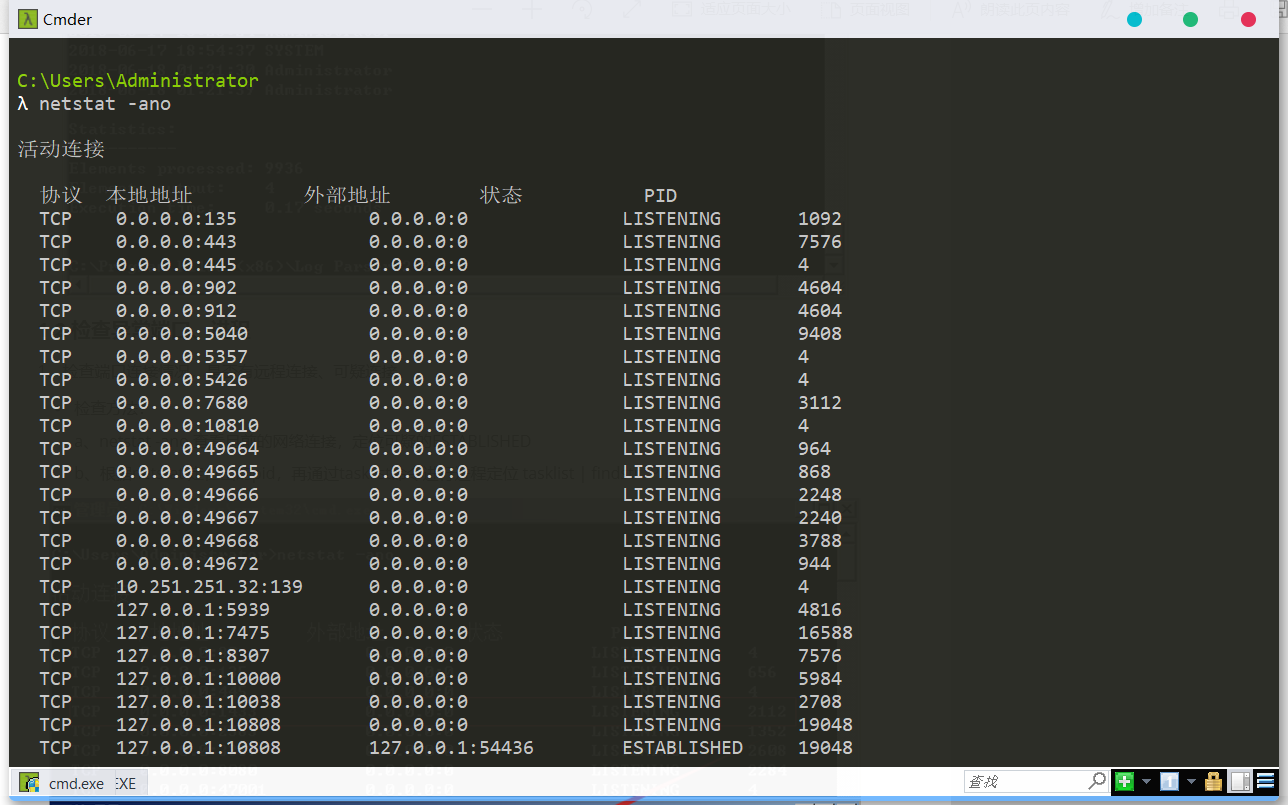 Cmder
C:\Users\Administrator
λ netstat -ano
活动连接
协议 本地地址 外部地址 状态 PID
TCP 0.0.0.0:135 0.0.0.0:0 LISTENING 1092
TCP 0.0.0.0:443 0.0.0.0:0 LISTENING 7576
TCP 0.0.0.0:445 0.0.0.0:0 LISTENING 4
TCP 0.0.0.0:902 0.0.0.0:0 LISTENING 4604
TCP 0.0.0.0:912 0.0.0.0:0 LISTENING 4604
TCP 0.0.0.0:5040 0.0.0.0:0 LISTENING 9408
TCP 0.0.0.0:5357 0.0.0.0:0 LISTENING 4
TCP 0.0.0.0:5426 0.0.0.0:0 LISTENING 4
TCP 0.0.0.0:7680 0.0.0.0:0 LISTENING 3112
TCP 0.0.0.0:10810 0.0.0.0:0 LISTENING 4
TCP 0.0.0.0:49664 0.0.0.0:0 LISTENING 964
TCP 0.0.0.0:49665 0.0.0.0:0 LISTENING 868
TCP 0.0.0.0:49666 0.0.0.0:0 LISTENING 2248
TCP 0.0.0.0:49667 0.0.0.0:0 LISTENING 2240
TCP 0.0.0.0:49668 0.0.0.0:0 LISTENING 3788
TCP 0.0.0.0:49672 0.0.0.0:0 LISTENING 944
TCP 10.251.251.32:139 0.0.0.0:0 LISTENING 4
TCP 127.0.0.1:5939 0.0.0.0:0 LISTENING 4816
TCP 127.0.0.1:7475 0.0.0.0:0 LISTENING 16588
TCP 127.0.0.1:8307 0.0.0.0:0 LISTENING 7576
TCP 127.0.0.1:10000 0.0.0.0:0 LISTENING 5984
TCP 127.0.0.1:10038 0.0.0.0:0 LISTENING 2708
TCP 127.0.0.1:10808 0.0.0.0:0 LISTENING 19048
TCP 127.0.0.1:10808 127.0.0.1:54436 ESTABLISHED 19048
cmd.exe EXE 查找